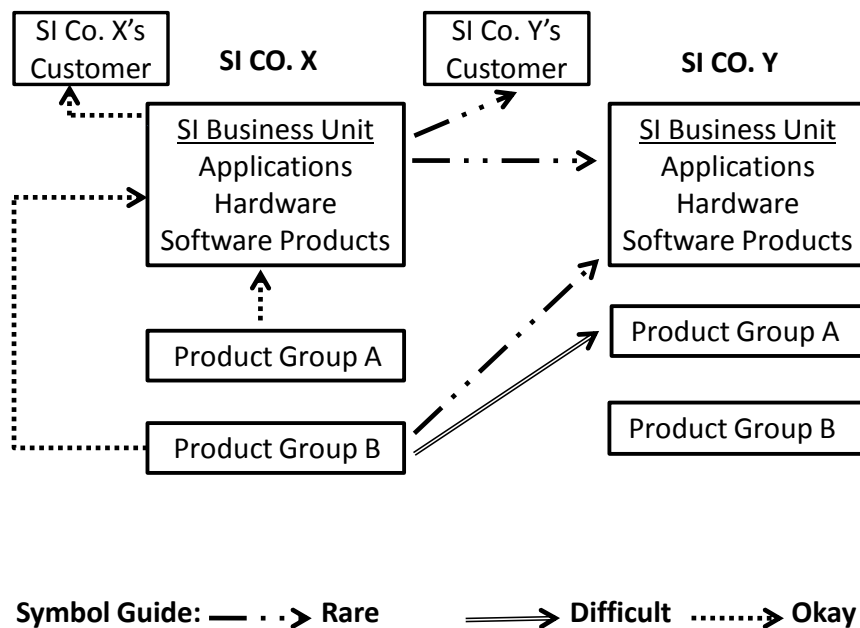 SI Co. X’s
Customer
SI CO. X
SI Co. Y’s
Customer
SI CO. Y
SI Business Unit
Applications
Hardware
Software Products
SI Business Unit
Applications
Hardware
Software Products
Product Group A
Product Group B
Product Group A
Product Group B
Symbol Guide: Rare Difficult Okay